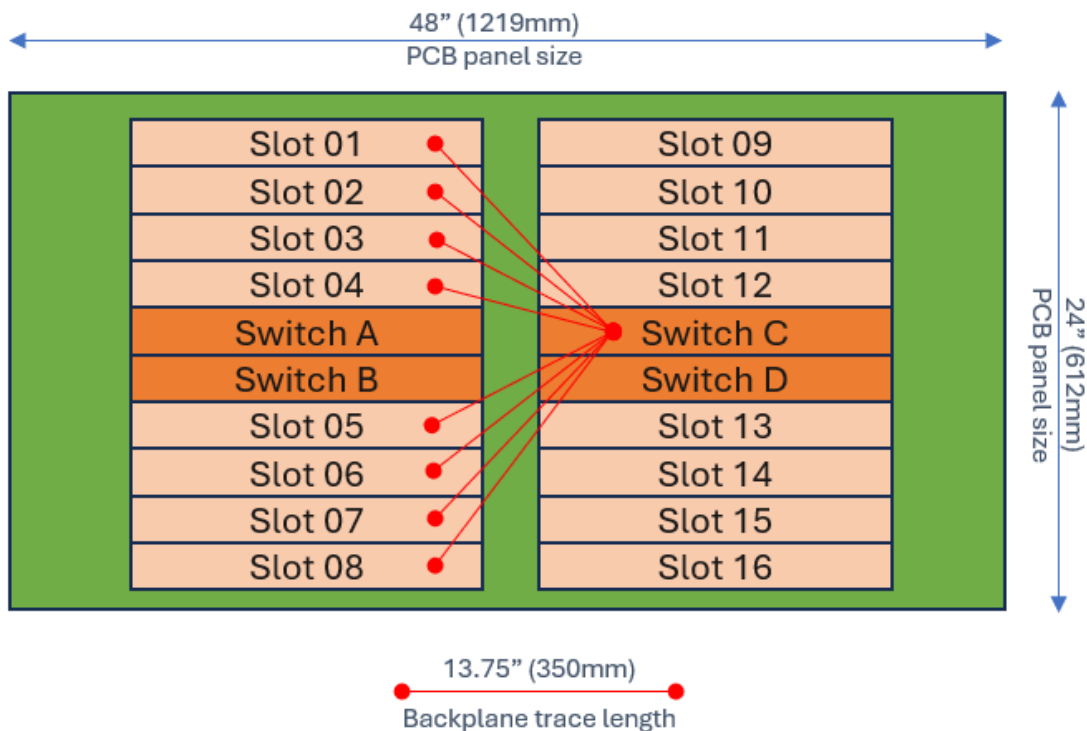 48” (1219mm)
PCB panel size
Slot 01
Slot 02
Slot 03
Slot 04
Switch A
Switch B
Slot 05
Slot 06
Slot 07
Slot 08
Slot 09
Slot 10
Slot 11
Slot 12
Switch C
Switch D
Slot 13
Slot 14
Slot 15
Slot 16
24” (612mm)
PCB panel size
13.75” (350mm)
Backplane trace length